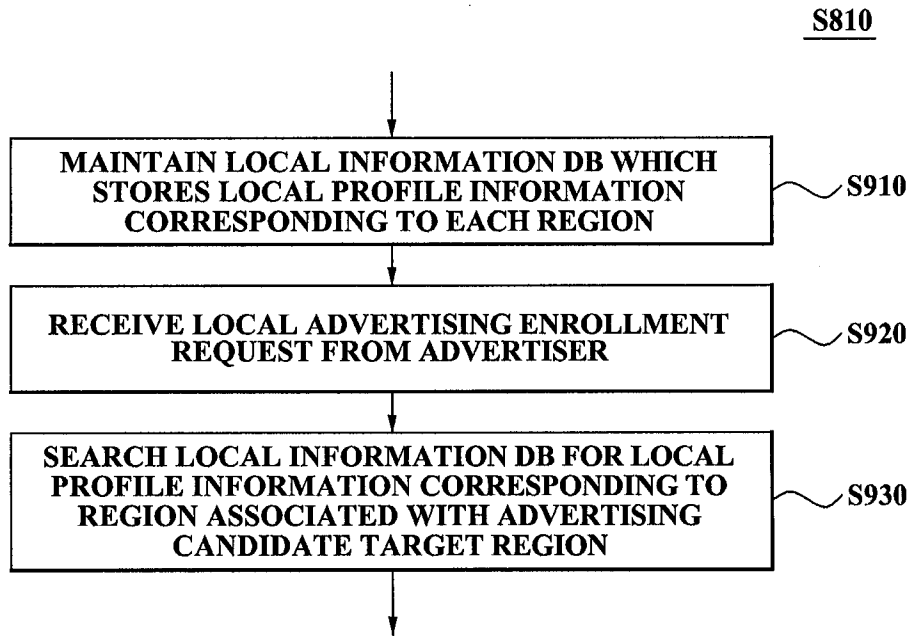 S810
MAINTAIN LOCAL INFORMATION DB WHICH
STORES LOCAL PROFILE INFORMATION
CORRESPONDING TO EACH REGION
S910
RECEIVE LOCAL ADVERTISING ENROLLMENT
REQUEST FROM ADVERTISER
S920
SEARCH LOCAL INFORMATION DB FOR LOCAL
PROFILE INFORMATION CORRESPONDING TO
REGION ASSOCIATED WITH ADVERTISING
CANDIDATE TARGET REGION
S930